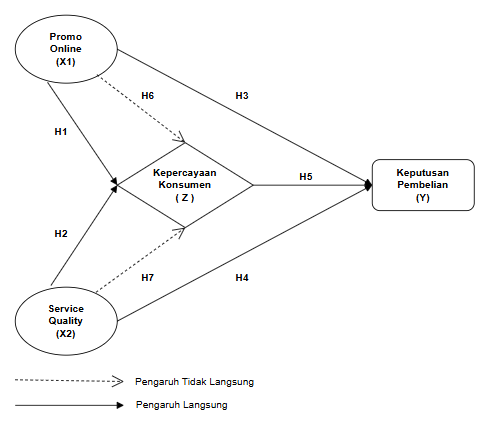 Promo
Online
(X1)
H6
H3
H1
Kepercayaan
Konsumen
( Z )
H5
Keputusan
Pembelian
(Y)
H2
H7
H4
Service
Quality
(X2)
Pengaruh Tidak Langsung
Pengaruh Langsung